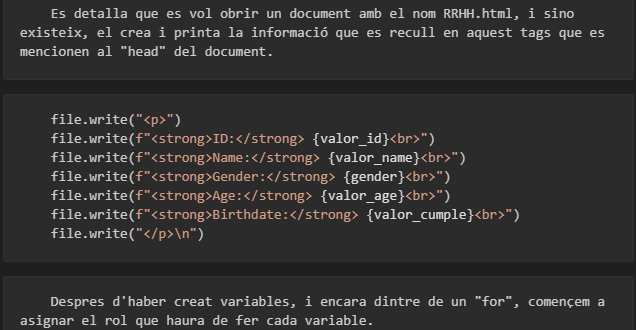 Es detalla que es vol obrir un document amb el nom RRHH.html, i sino
existeix, el crea i printa la informació que es recull en aquest tags que es
mencionen al "head" del document.
file.write("<p>")
file.write(f"<strong>ID:</strong> {valor_id}<br>")
file.write(f"<strong>Name:</strong> {valor_name}<br>")
file.write(f"<strong>Gender:</strong> {gender}<br>")
file.write(f"<strong>Age:</strong> {valor_age}<br>")
file.write(f"<strong>Birthdate:</strong> {valor_cumple}<br>")
file.write("</p>\n")
Despres d'haber creat variables, i encara dintre de un "for", començem a
asignar el rol que haura de fer cada variable.